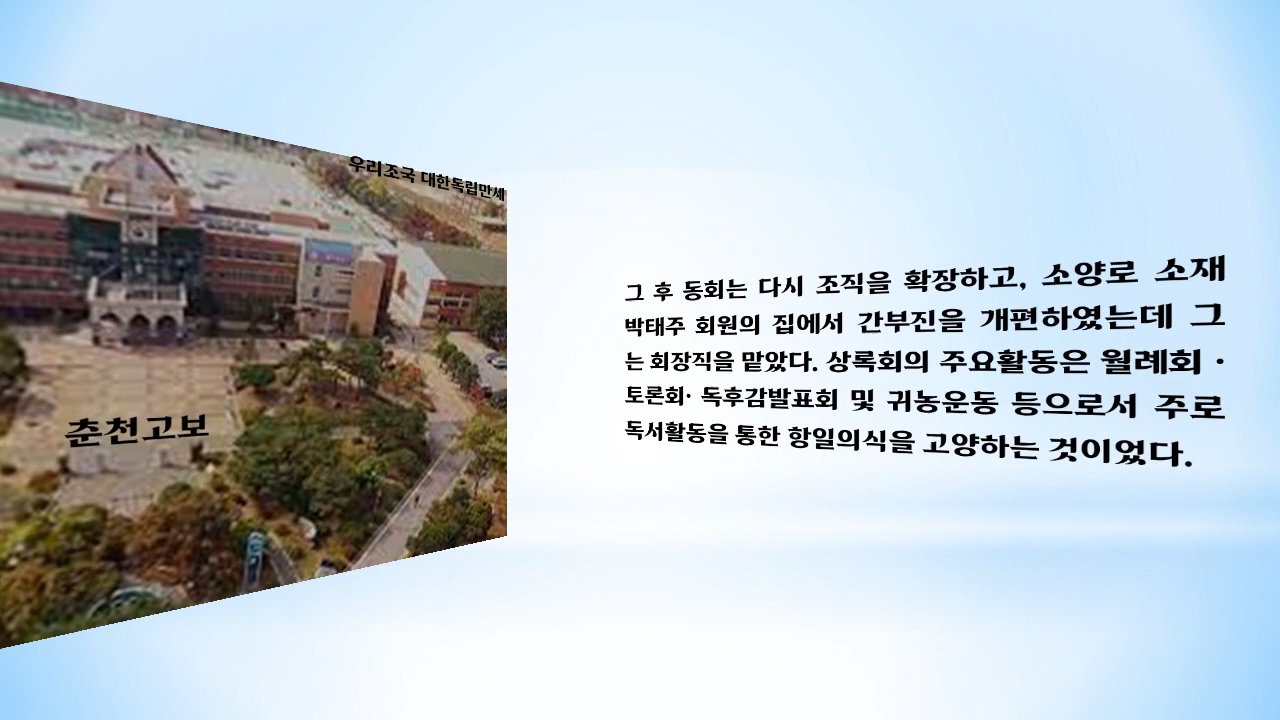 우리조국 대한독립만세
춘천고보
그 후 동회는 다시 조직을 확장하고, 소양로 소재
박태주 회원의 집에서 간부진을 개편하였는데 그
는 회장직을 맡았다. 상록회의 주요활동은 월례회 ·
토론회· 독후감발표회 및 귀농운동 등으로서 주로
독서활동을 통한 항일의식을 고양하는 것이었다.